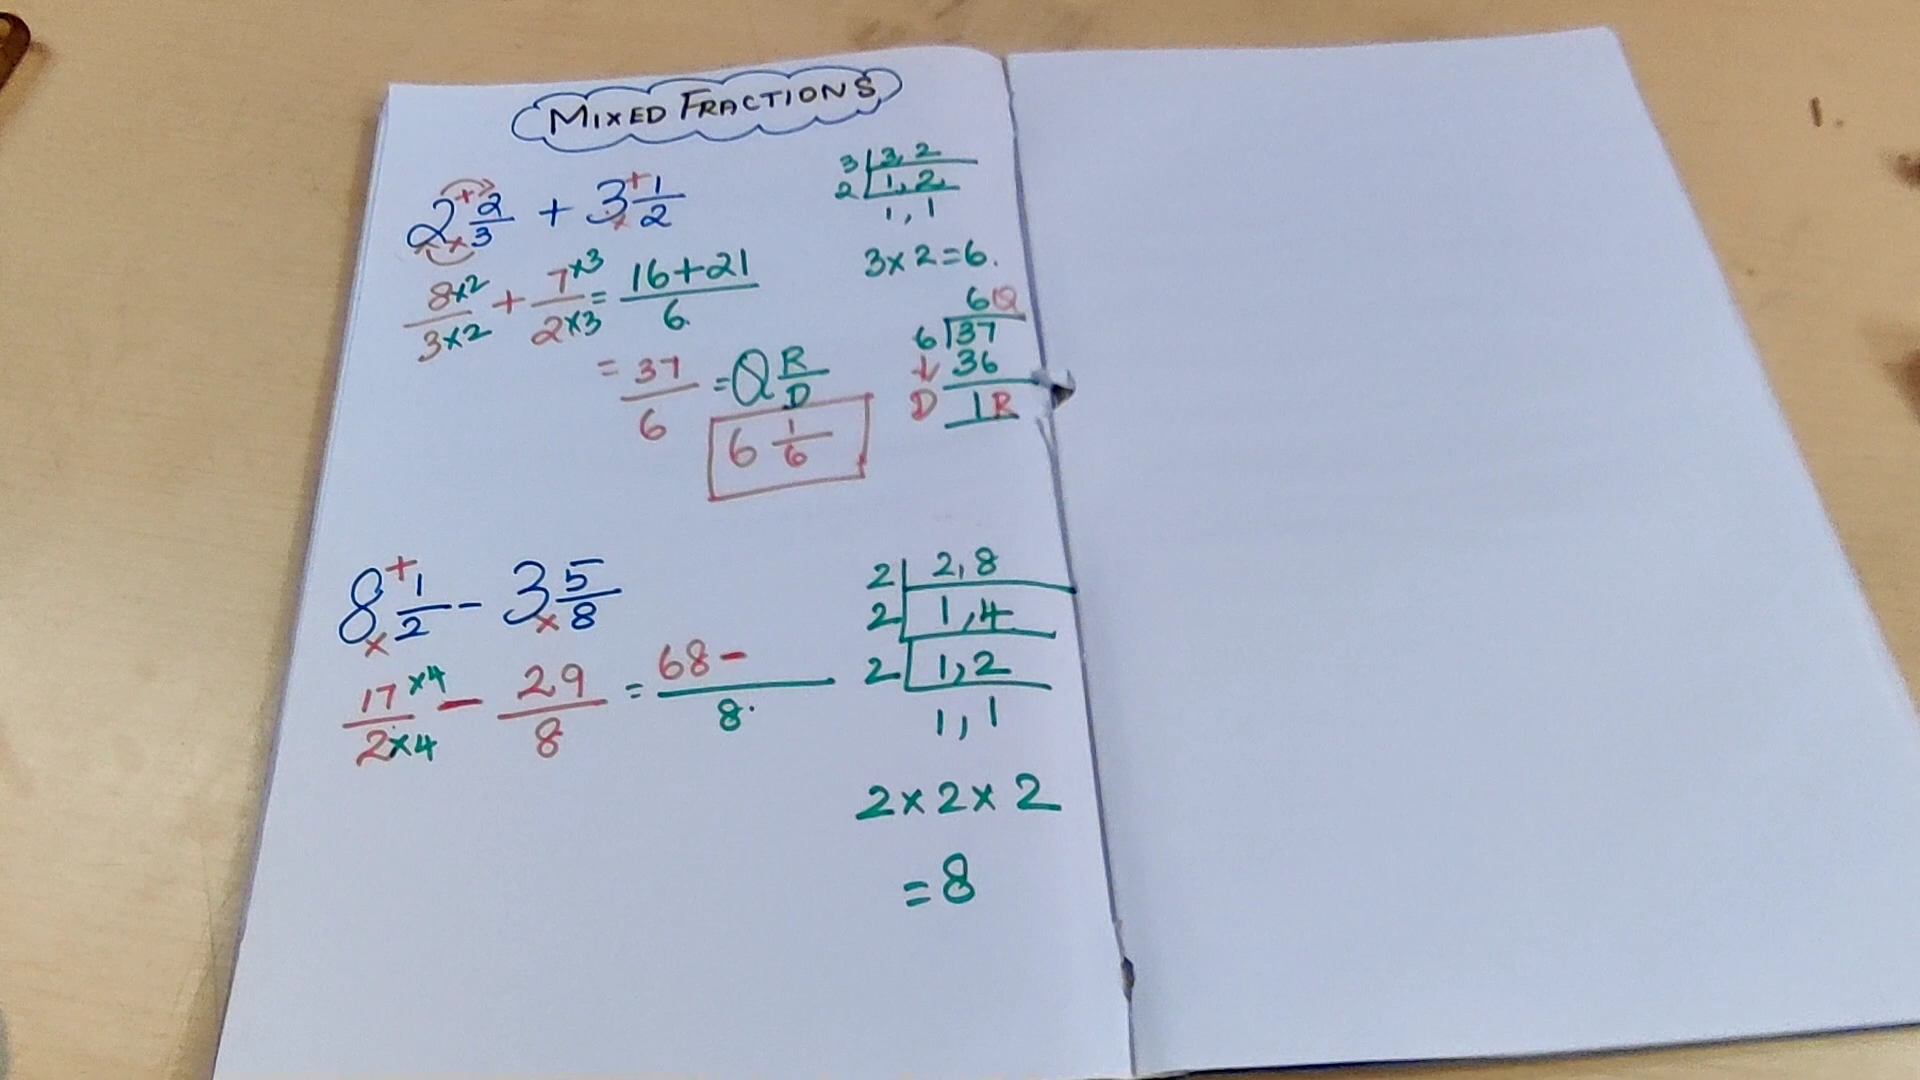 MIXED FRACTIONS
2 + 2/3 × + 3 + 1/2 ×
8×2/3×2 + 7×3/2×3 = 16+21/6
= 37/6 = Q R/D
6 1/6
3 3, 2
2 1, 2,
1, 1
3×2=6.
6 Q
6 37
↓ 36
D 1 R
8 + 1/2 × - 3 5/8 ×
17×4/2×4 - 29/8 = 68 - /8.
2 2, 8
2 1, 4
2 1, 2
1, 1
2×2×2
=8